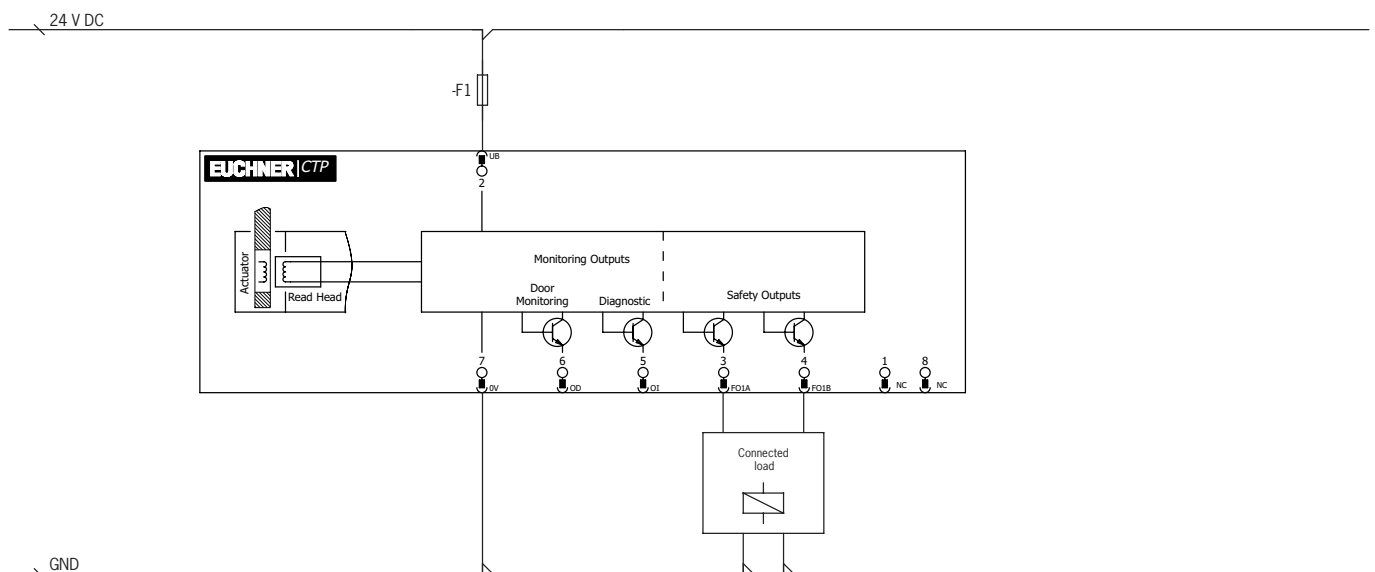 24 V DC
-F1
EUCHNER CTP
UB
2
Monitoring Outputs
Actuator
Read Head
Door
Monitoring
Diagnostic
Safety Outputs
7
6
5
3
4
1
8
0V
OD
OI
FO1A
FO1B
NC
NC
Connected
load
GND